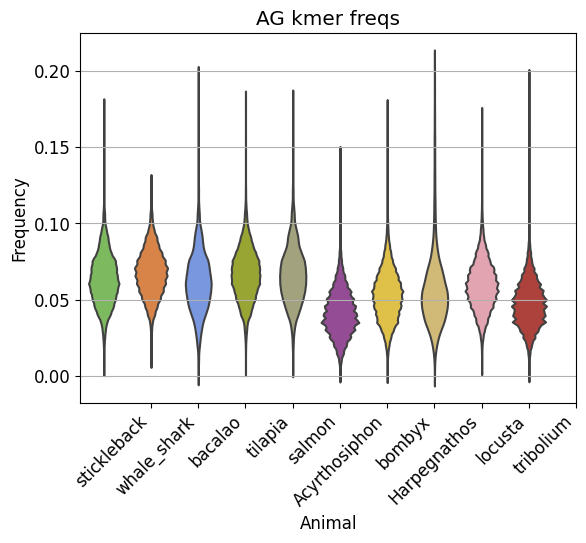 AG kmer freqs
Frequency
0.20
0.15
0.10
0.05
0.00
stickleback
whale_shark
bacalao
tilapia
salmon
Acyrthosiphon
bombyx
Harpegnathos
locusta
tribolium
Animal